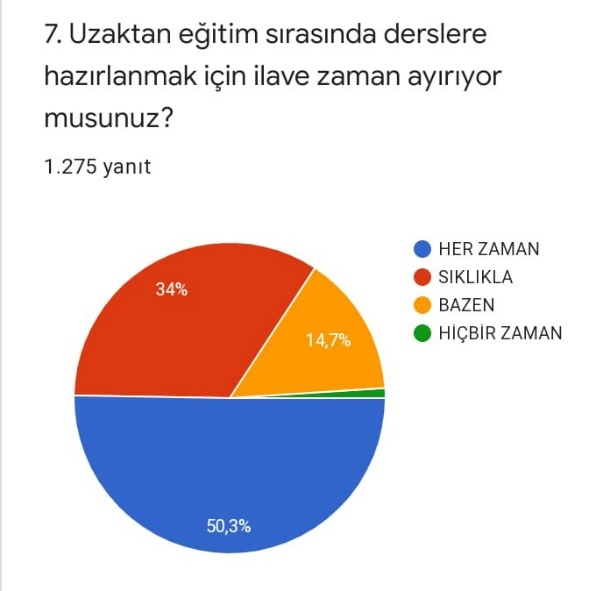 7. Uzaktan eğitim sırasında derslere
hazırlanmak için ilave zaman ayırıyor
musunuz?
1.275 yanıt
HER ZAMAN
SIKLIKLA
BAZEN
HİÇBİR ZAMAN
34%
14,7%
50,3%